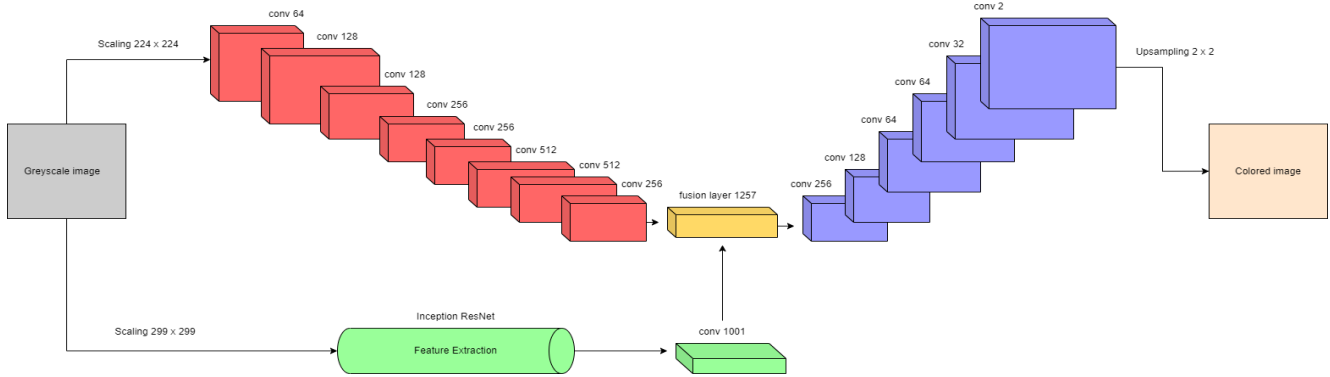 conv 64
Scaling 224 x 224
conv 128
conv 128
conv 256
conv 256
conv 512
conv 512
conv 256
Greyscale image
fusion layer 1257
conv 256
conv 128
conv 64
conv 64
conv 32
conv 2
Upsampling 2 x 2
Colored image
Scaling 299 x 299
Inception ResNet
Feature Extraction
conv 1001